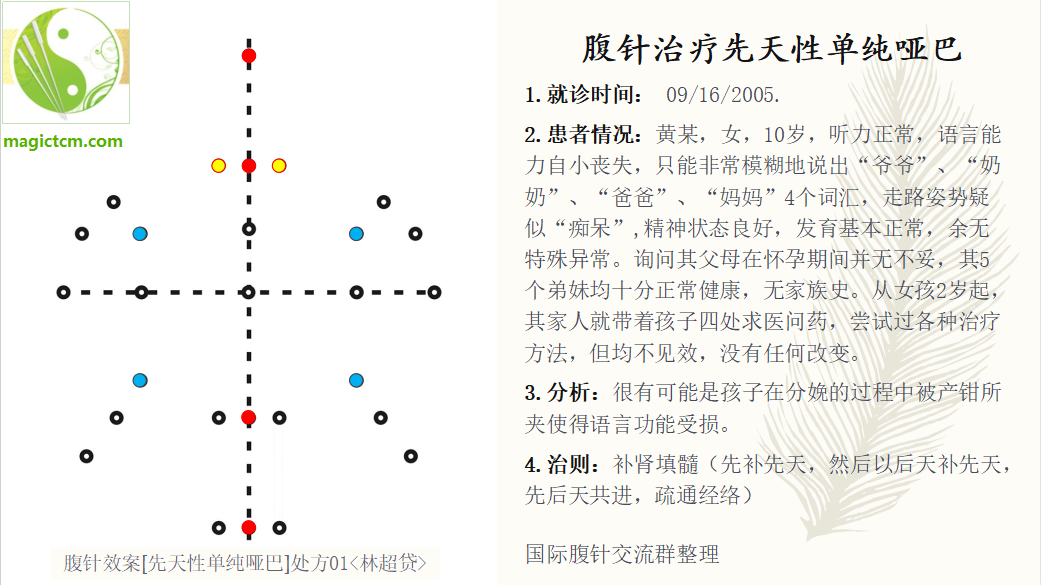 magictcm.com
腹针效案[先天性单纯哑巴]处方01<林超贷>
腹针治疗先天性单纯哑巴
1.就诊时间： 09/16/2005.
2.患者情况：黄某，女，10岁，听力正常，语言能
力自小丧失，只能非常模糊地说出“爷爷”、“奶
奶”、“爸爸”、“妈妈”4个词汇，走路姿势疑
似“痴呆”,精神状态良好，发育基本正常，余无
特殊异常。询问其父母在怀孕期间并无不妥，其5
个弟妹均十分正常健康，无家族史。从女孩2岁起，
其家人就带着孩子四处求医问药，尝试过各种治疗
方法，但均不见效，没有任何改变。
3.分析：很有可能是孩子在分娩的过程中被产钳所
夹使得语言功能受损。
4.治则：补肾填髓（先补先天，然后以后天补先天，
先后天共进，疏通经络）
国际腹针交流群整理